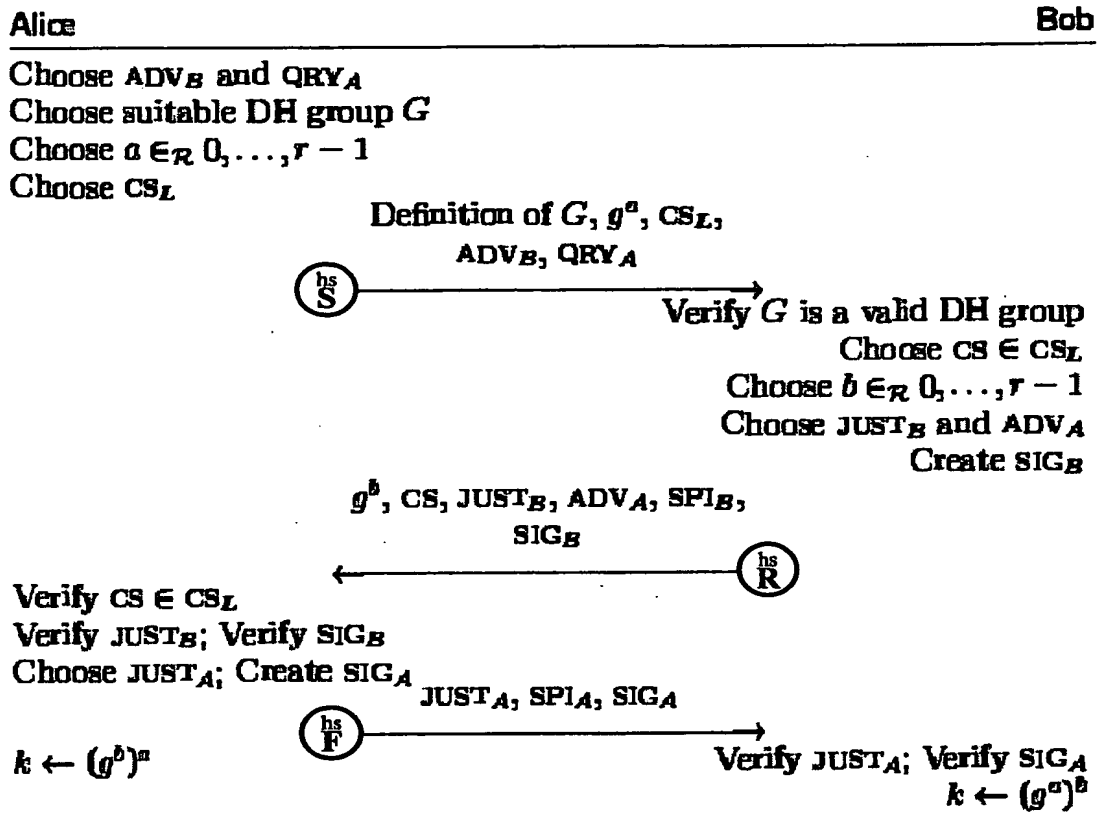 Alice Bob
Choose ADV_B and QRY_A
Choose suitable DH group G
Choose a ∈_R 0,...,r − 1
Choose CS_L
Definition of G, g^a, CS_L,
ADV_B, QRY_A
hs
S
Verify G is a valid DH group
Choose CS ∈ CS_L
Choose b ∈_R 0,...,r − 1
Choose JUST_B and ADV_A
Create SIG_B
g^b, CS, JUST_B, ADV_A, SPI_B,
SIG_B
hs
R
Verify CS ∈ CS_L
Verify JUST_B; Verify SIG_B
Choose JUST_A; Create SIG_A
JUST_A, SPI_A, SIG_A
hs
F
k ← (g^b)^a
Verify JUST_A; Verify SIG_A
k ← (g^a)^b